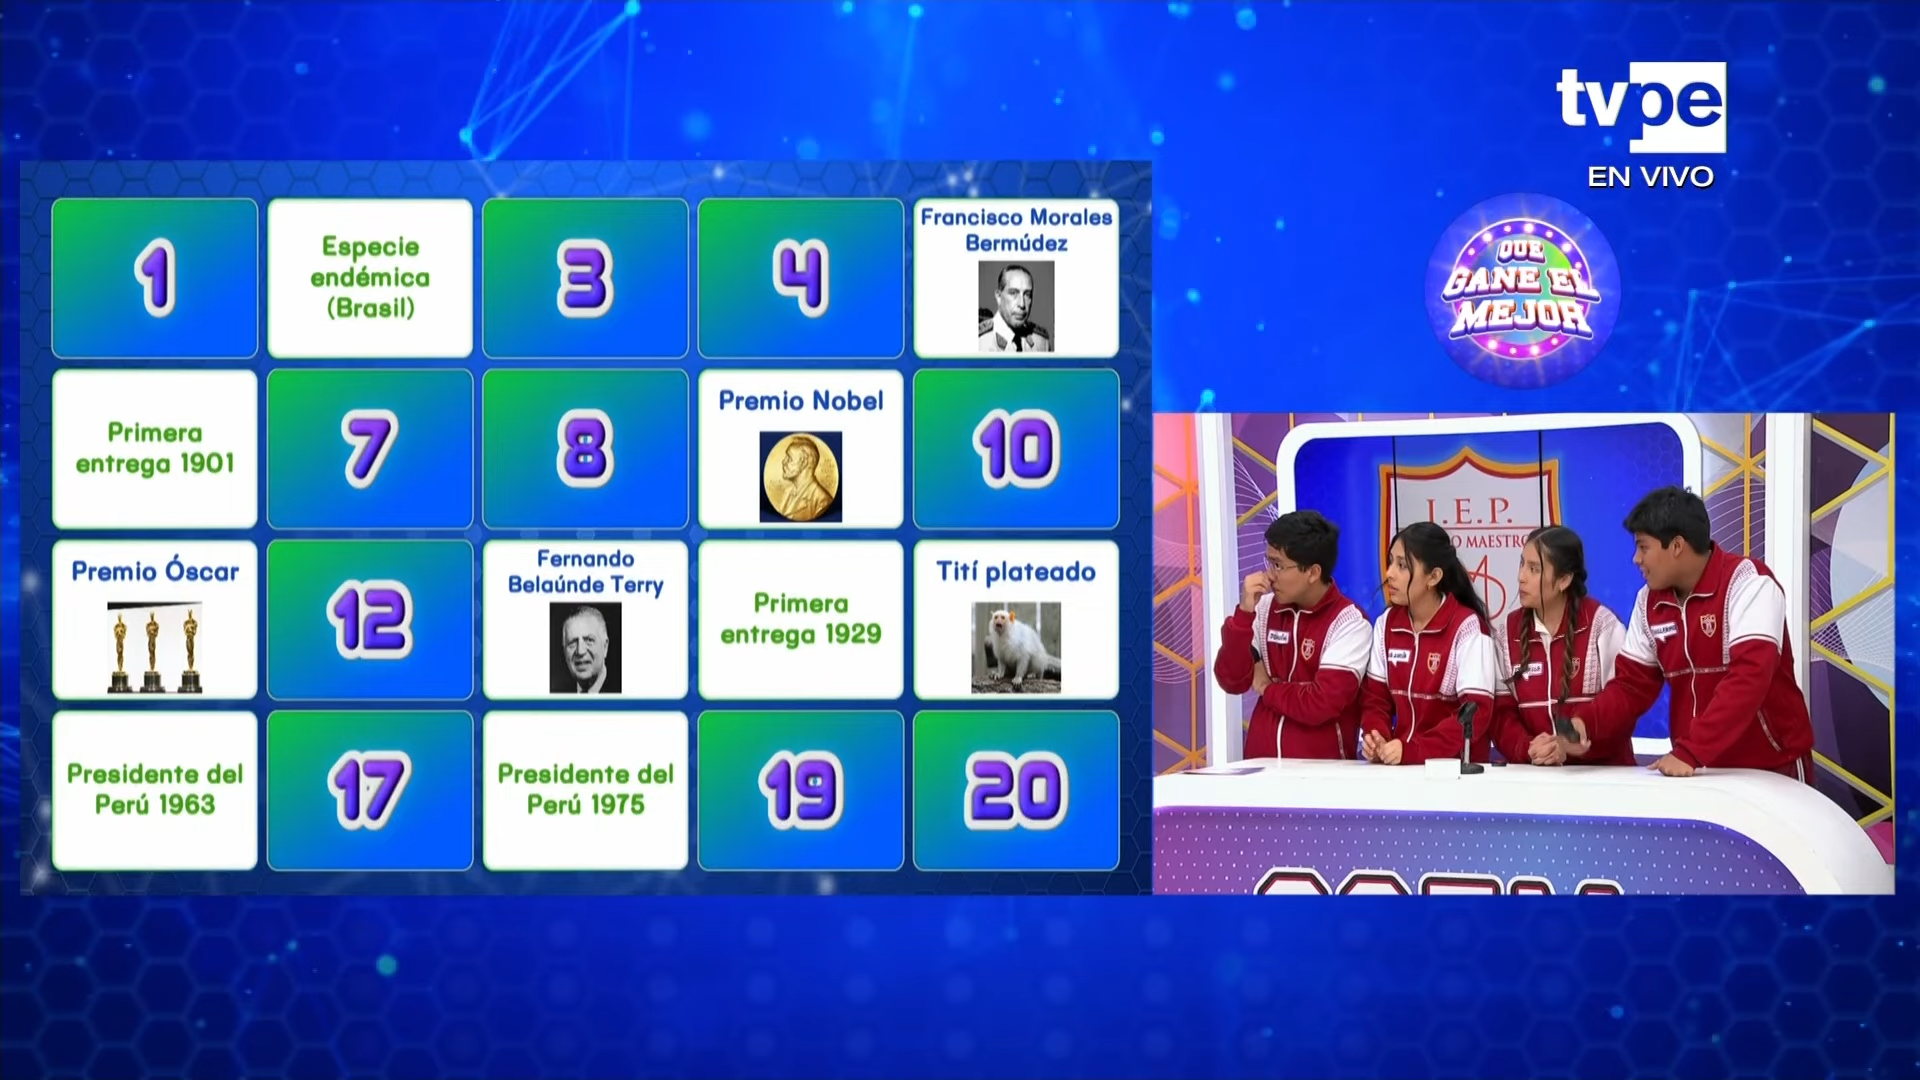 tvpe
EN VIVO
QUE
GANE EL
MEJOR
1
Especie
endémica
(Brasil)
3
4
Francisco Morales
Bermúdez
Primera
entrega 1901
7
8
Premio Nobel
10
Premio Óscar
12
Fernando
Belaúnde Terry
Primera
entrega 1929
Tití plateado
Presidente del
Perú 1963
17
Presidente del
Perú 1975
19
20
I.E.P.
MAESTRO